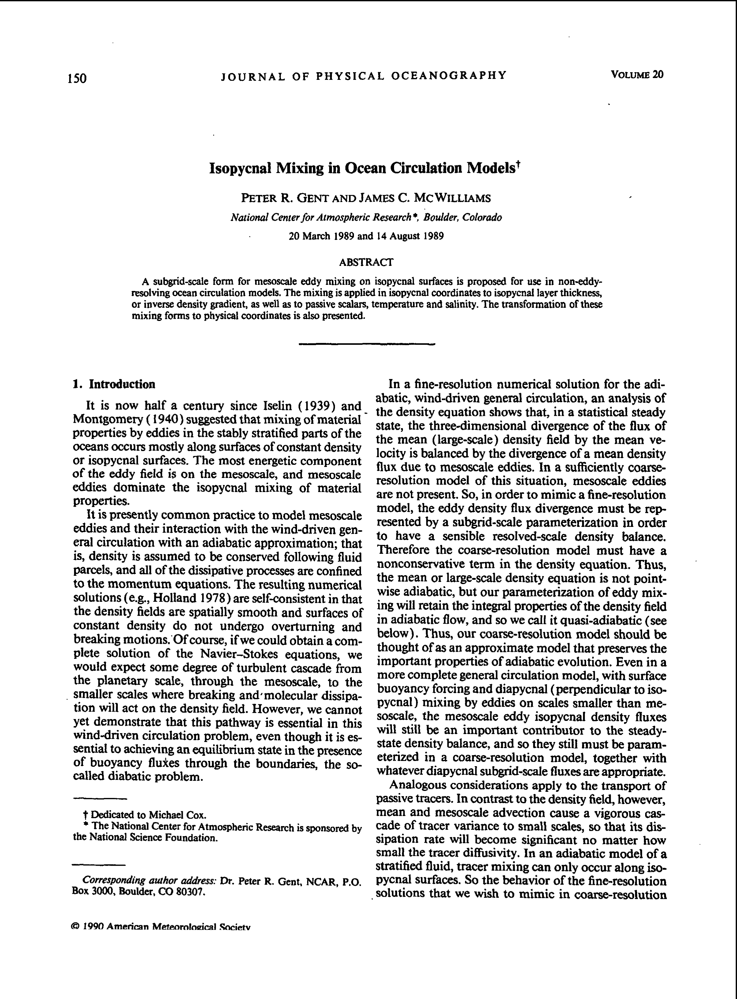 150
JOURNAL OF PHYSICAL OCEANOGRAPHY
VOLUME 20
Isopycnal Mixing in Ocean Circulation Models†
PETER R. GENT AND JAMES C. MCWILLIAMS
National Center for Atmospheric Research*, Boulder, Colorado
20 March 1989 and 14 August 1989
ABSTRACT
A subgrid-scale form for mesoscale eddy mixing on isopycnal surfaces is proposed for use in non-eddy-
resolving ocean circulation models. The mixing is applied in isopycnal coordinates to isopycnal layer thickness,
or inverse density gradient, as well as to passive scalars, temperature and salinity. The transformation of these
mixing forms to physical coordinates is also presented.
1. Introduction
It is now half a century since Iselin (1939) and
Montgomery (1940) suggested that mixing of material
properties by eddies in the stably stratified parts of the
oceans occurs mostly along surfaces of constant density
or isopycnal surfaces. The most energetic component
of the eddy field is on the mesoscale, and mesoscale
eddies dominate the isopycnal mixing of material
properties.
It is presently common practice to model mesoscale
eddies and their interaction with the wind-driven gen-
eral circulation with an adiabatic approximation; that
is, density is assumed to be conserved following fluid
parcels, and all of the dissipative processes are confined
to the momentum equations. The resulting numerical
solutions (e.g., Holland 1978) are self-consistent in that
the density fields are spatially smooth and surfaces of
constant density do not undergo overturning and
breaking motions. Of course, if we could obtain a com-
plete solution of the Navier–Stokes equations, we
would expect some degree of turbulent cascade from
the planetary scale, through the mesoscale, to the
smaller scales where breaking and molecular dissipa-
tion will act on the density field. However, we cannot
yet demonstrate that this pathway is essential in this
wind-driven circulation problem, even though it is es-
sential to achieving an equilibrium state in the presence
of buoyancy fluxes through the boundaries, the so-
called diabatic problem.
† Dedicated to Michael Cox.
* The National Center for Atmospheric Research is sponsored by
the National Science Foundation.
Corresponding author address: Dr. Peter R. Gent, NCAR, P.O.
Box 3000, Boulder, CO 80307.
In a fine-resolution numerical solution for the adi-
abatic, wind-driven general circulation, an analysis of
the density equation shows that, in a statistical steady
state, the three-dimensional divergence of the flux of
the mean (large-scale) density field by the mean ve-
locity is balanced by the divergence of a mean density
flux due to mesoscale eddies. In a sufficiently coarse-
resolution model of this situation, mesoscale eddies
are not present. So, in order to mimic a fine-resolution
model, the eddy density flux divergence must be rep-
resented by a subgrid-scale parameterization in order
to have a sensible resolved-scale density balance.
Therefore the coarse-resolution model must have a
nonconservative term in the density equation. Thus,
the mean or large-scale density equation is not point-
wise adiabatic, but our parameterization of eddy mix-
ing will retain the integral properties of the density field
in adiabatic flow, and so we call it quasi-adiabatic (see
below). Thus, our coarse-resolution model should be
thought of as an approximate model that preserves the
important properties of adiabatic evolution. Even in a
more complete general circulation model, with surface
buoyancy forcing and diapycnal (perpendicular to iso-
pycnal) mixing by eddies on scales smaller than me-
soscale, the mesoscale eddy isopycnal density fluxes
will still be an important contributor to the steady-
state density balance, and so they still must be param-
eterized in a coarse-resolution model, together with
whatever diapycnal subgrid-scale fluxes are appropriate.
Analogous considerations apply to the transport of
passive tracers. In contrast to the density field, however,
mean and mesoscale advection cause a vigorous cas-
cade of tracer variance to small scales, so that its dis-
sipation rate will become significant no matter how
small the tracer diffusivity. In an adiabatic model of a
stratified fluid, tracer mixing can only occur along iso-
pycnal surfaces. So the behavior of the fine-resolution
solutions that we wish to mimic in coarse-resolution
© 1990 American Meteorological Society